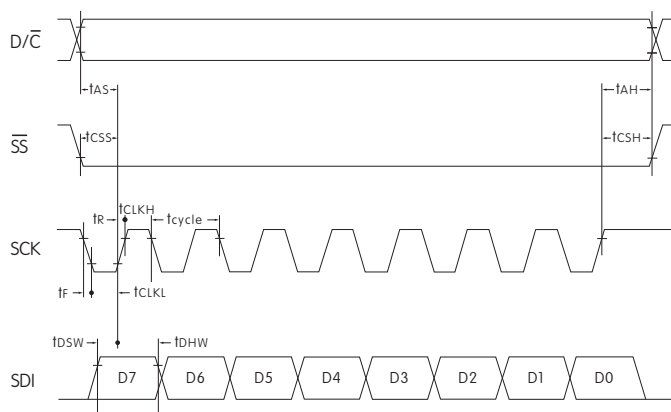 D/C̅
tAS
tAH
S̅S̅
tCSS
tCSH
SCK
tR
tCLKH
tcycle
tF
tCLKL
SDI
tDSW
tDHW
D7 D6 D5 D4 D3 D2 D1 D0